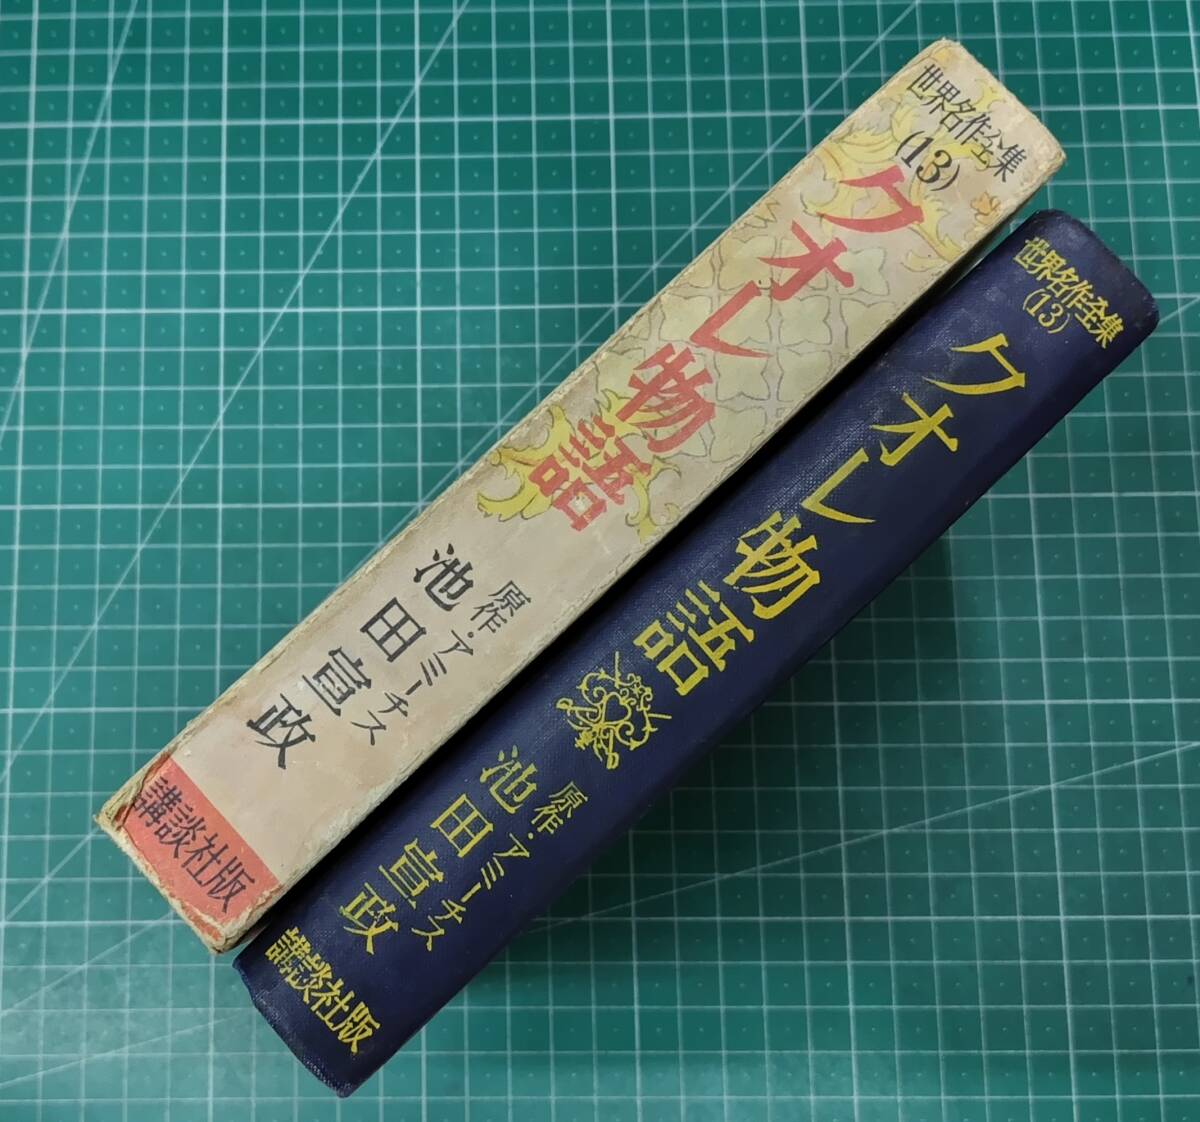 世界名作全集
(13)
クオレ物語
原作・アミーチス
池田宣政
講談社版
世界名作全集
(13)
クオレ物語
原作・アミーチス
池田宣政
講談社版